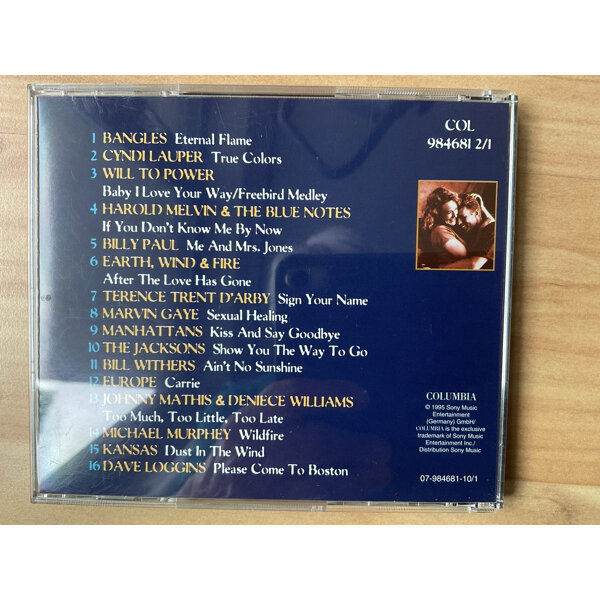 COL
984681 2/1
1 BANGLES Eternal Flame
2 CYNDI LAUPER True Colors
3 WILL TO POWER
Baby I Love Your Way/Freebird Medley
4 HAROLD MELVIN & THE BLUE NOTES
If You Don't Know Me By Now
5 BILLY PAUL Me And Mrs. Jones
6 EARTH, WIND & FIRE
After The Love Has Gone
7 TERENCE TRENT D'ARBY Sign Your Name
8 MARVIN GAYE Sexual Healing
9 MANHATTANS Kiss And Say Goodbye
10 THE JACKSONS Show You The Way To Go
11 BILL WITHERS Ain't No Sunshine
12 EUROPE Carrie
13 JOHNNY MATHIS & DENIECE WILLIAMS
Too Much, Too Little, Too Late
14 MICHAEL MURPHEY Wildfire
15 KANSAS Dust In The Wind
16 DAVE LOGGINS Please Come To Boston
COLUMBIA
© 1995 Sony Music
Entertainment
(Germany) GmbH/
COLUMBIA is the exclusive
trademark of Sony Music
Entertainment Inc./
Distribution Sony Music
07-984681-10/1